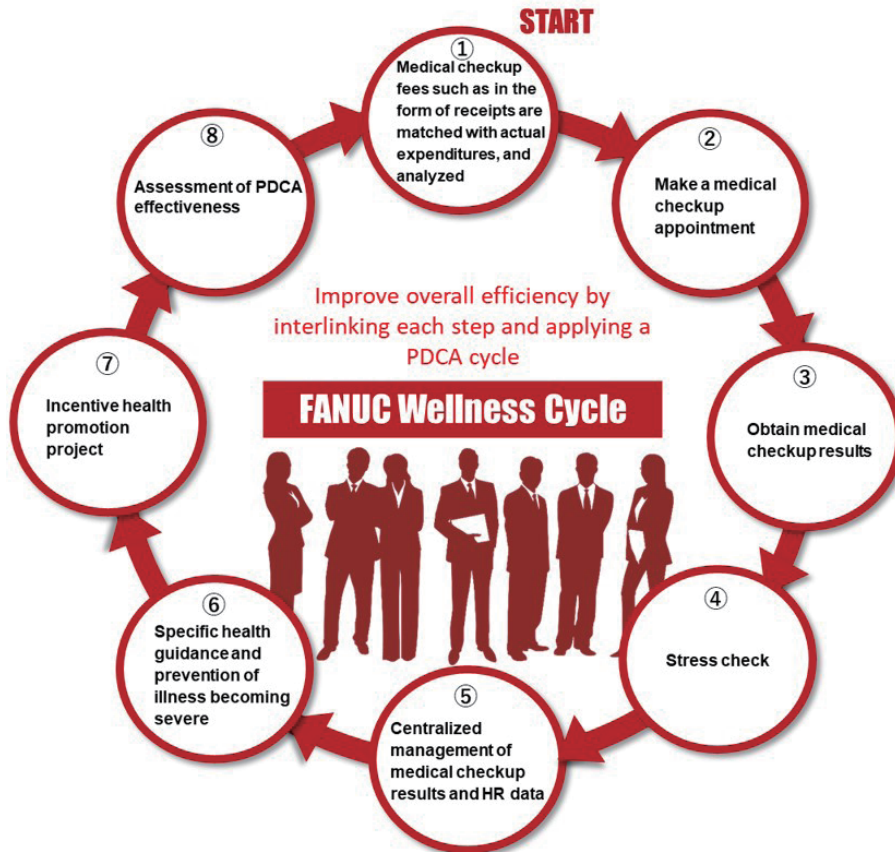 START
①
Medical checkup
fees such as in the
form of receipts are
matched with actual
expenditures, and
analyzed
②
Make a medical
checkup
appointment
③
Obtain medical
checkup results
④
Stress check
⑤
Centralized
management of
medical checkup
results and HR data
⑥
Specific health
guidance and
prevention of
illness becoming
severe
⑦
Incentive health
promotion
project
⑧
Assessment of PDCA
effectiveness
Improve overall efficiency by
interlinking each step and applying a
PDCA cycle
FANUC Wellness Cycle